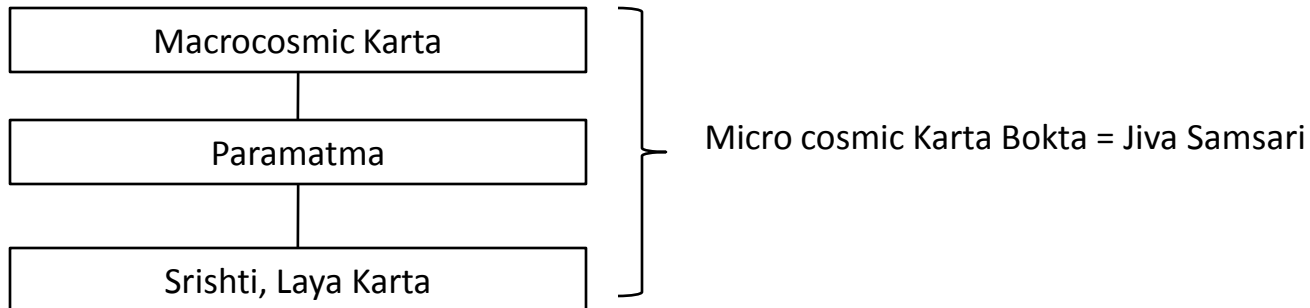 Macrocosmic Karta
Paramatma
Srishti, Laya Karta
Micro cosmic Karta Bokta = Jiva Samsari